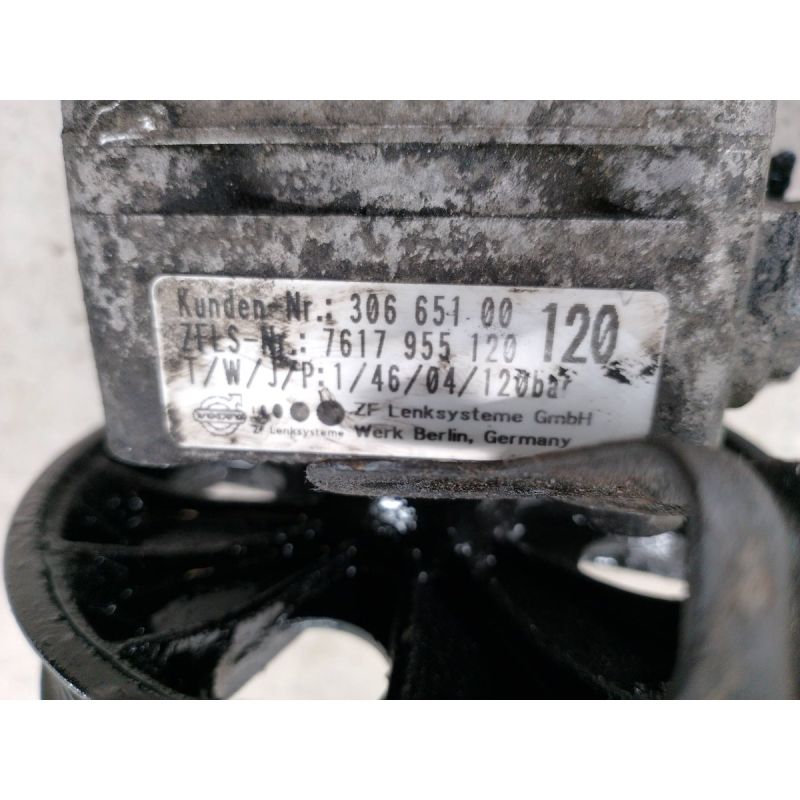 Kunden-Nr.: 306 651 00 120
ZFLS-Nr.: 7617 955 120
T/W/J/P: 1/46/04/120bar
VOLVO ZF Lenksysteme ZF Lenksysteme GmbH
Werk Berlin, Germany